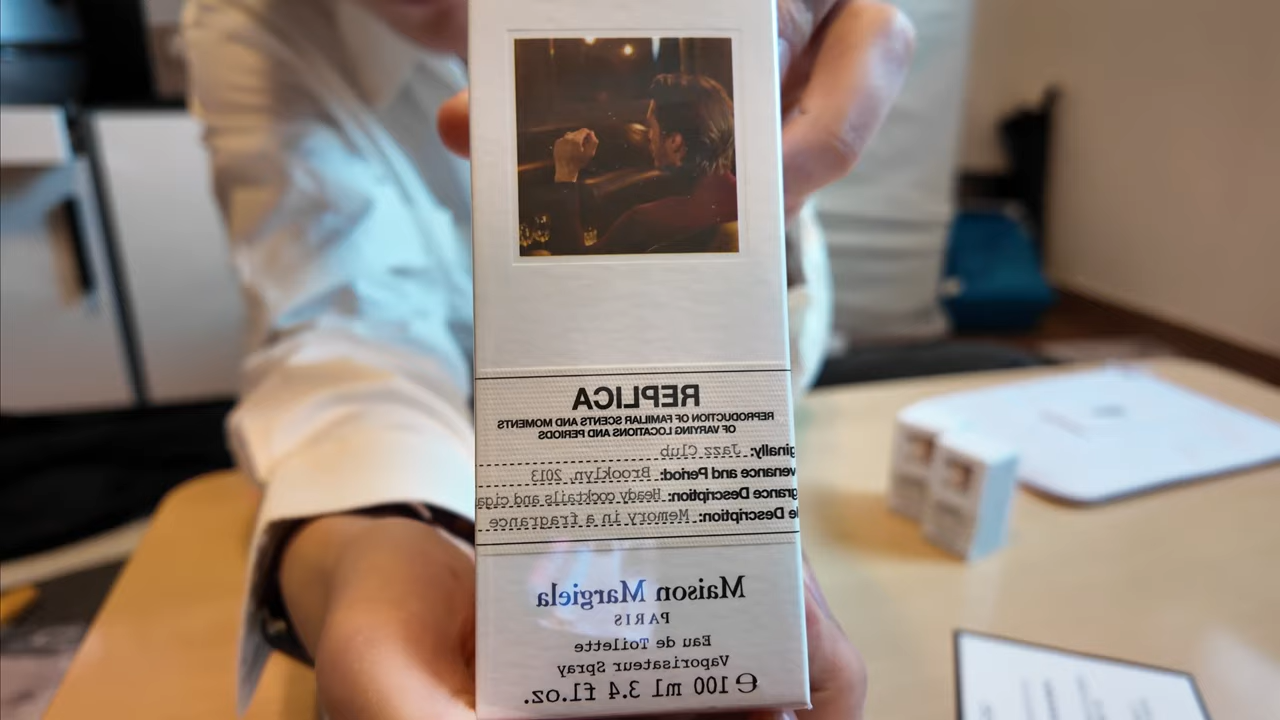 REPLICA
REPRODUCTION OF FAMILIAR SCENTS AND MOMENTS
OF VARYING LOCATIONS AND PERIODS
ginally: Jazz Club
venance and Period: Brooklyn, 2013
grance Description: Heady cocktails and ciga
le Description: Memory in a fragrance
Maison Margiela
PARIS
Eau de Toilette
Vaporisateur Spray
℮ 100 ml 3.4 fl.oz.